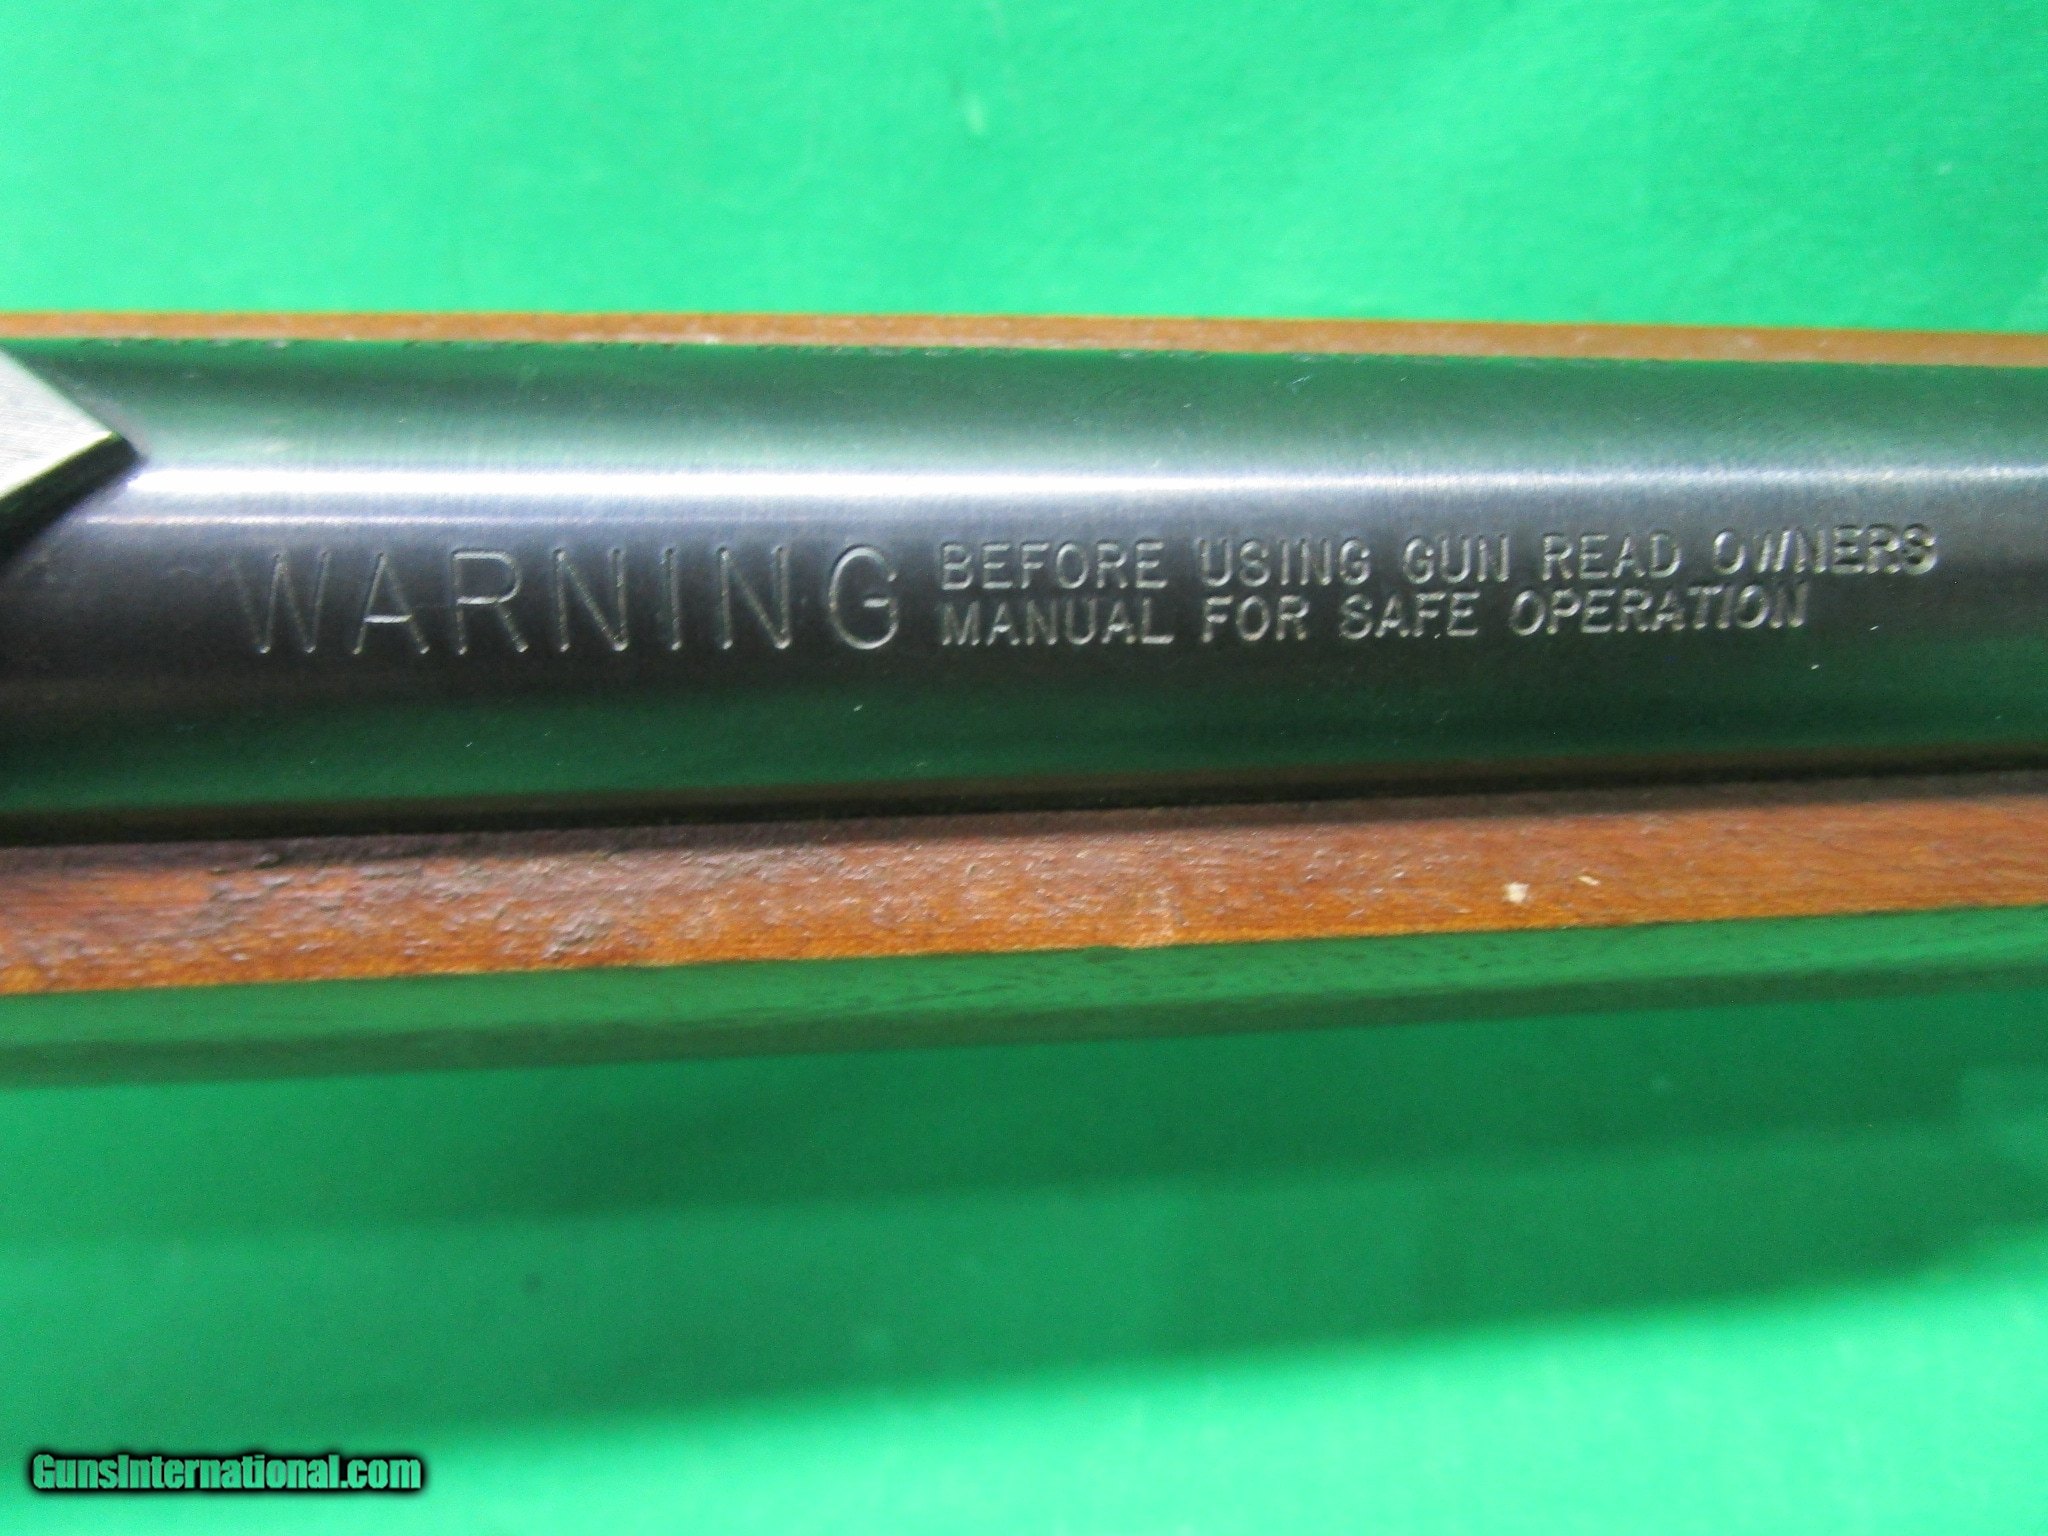 WARNING BEFORE USING GUN READ OWNERS
MANUAL FOR SAFE OPERATION
GunsInternational.com